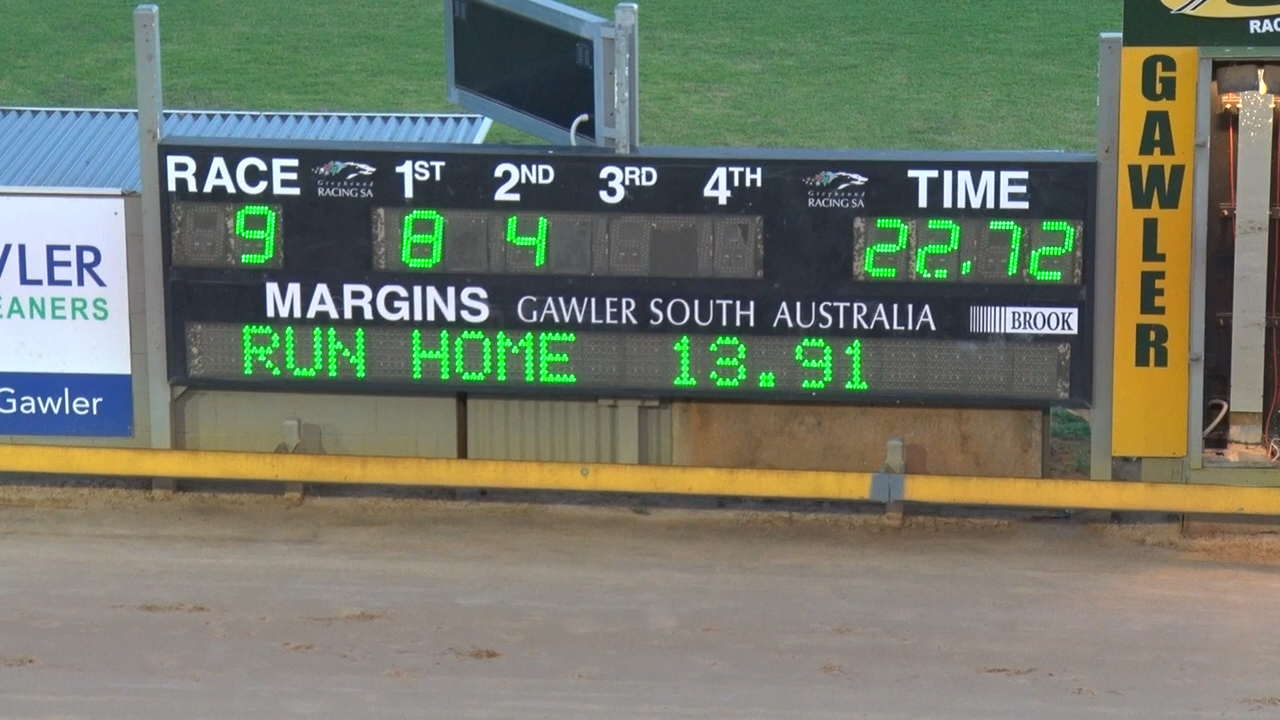 RAC
GAWLER
RACE Greyhound RACING SA 1ST 2ND 3RD 4TH Greyhound RACING SA TIME
9 8 4 22.72
MARGINS GAWLER SOUTH AUSTRALIA BROOK
RUN HOME 13.91
VLER
EANERS
Gawler